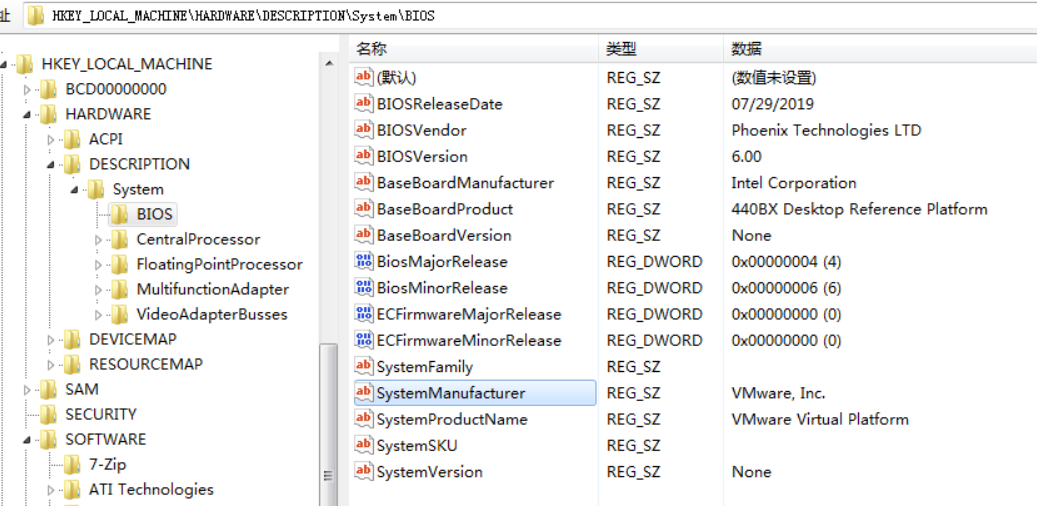 址 HKEY_LOCAL_MACHINE\HARDWARE\DESCRIPTION\System\BIOS
HKEY_LOCAL_MACHINE
BCD00000000
HARDWARE
ACPI
DESCRIPTION
System
BIOS
CentralProcessor
FloatingPointProcessor
MultifunctionAdapter
VideoAdapterBusses
DEVICEMAP
RESOURCEMAP
SAM
SECURITY
SOFTWARE
7-Zip
ATI Technologies
名称 类型 数据
(默认) REG_SZ (数值未设置)
BIOSReleaseDate REG_SZ 07/29/2019
BIOSVendor REG_SZ Phoenix Technologies LTD
BIOSVersion REG_SZ 6.00
BaseBoardManufacturer REG_SZ Intel Corporation
BaseBoardProduct REG_SZ 440BX Desktop Reference Platform
BaseBoardVersion REG_SZ None
BiosMajorRelease REG_DWORD 0x00000004 (4)
BiosMinorRelease REG_DWORD 0x00000006 (6)
ECFirmwareMajorRelease REG_DWORD 0x00000000 (0)
ECFirmwareMinorRelease REG_DWORD 0x00000000 (0)
SystemFamily REG_SZ
SystemManufacturer REG_SZ VMware, Inc.
SystemProductName REG_SZ VMware Virtual Platform
SystemSKU REG_SZ
SystemVersion REG_SZ None